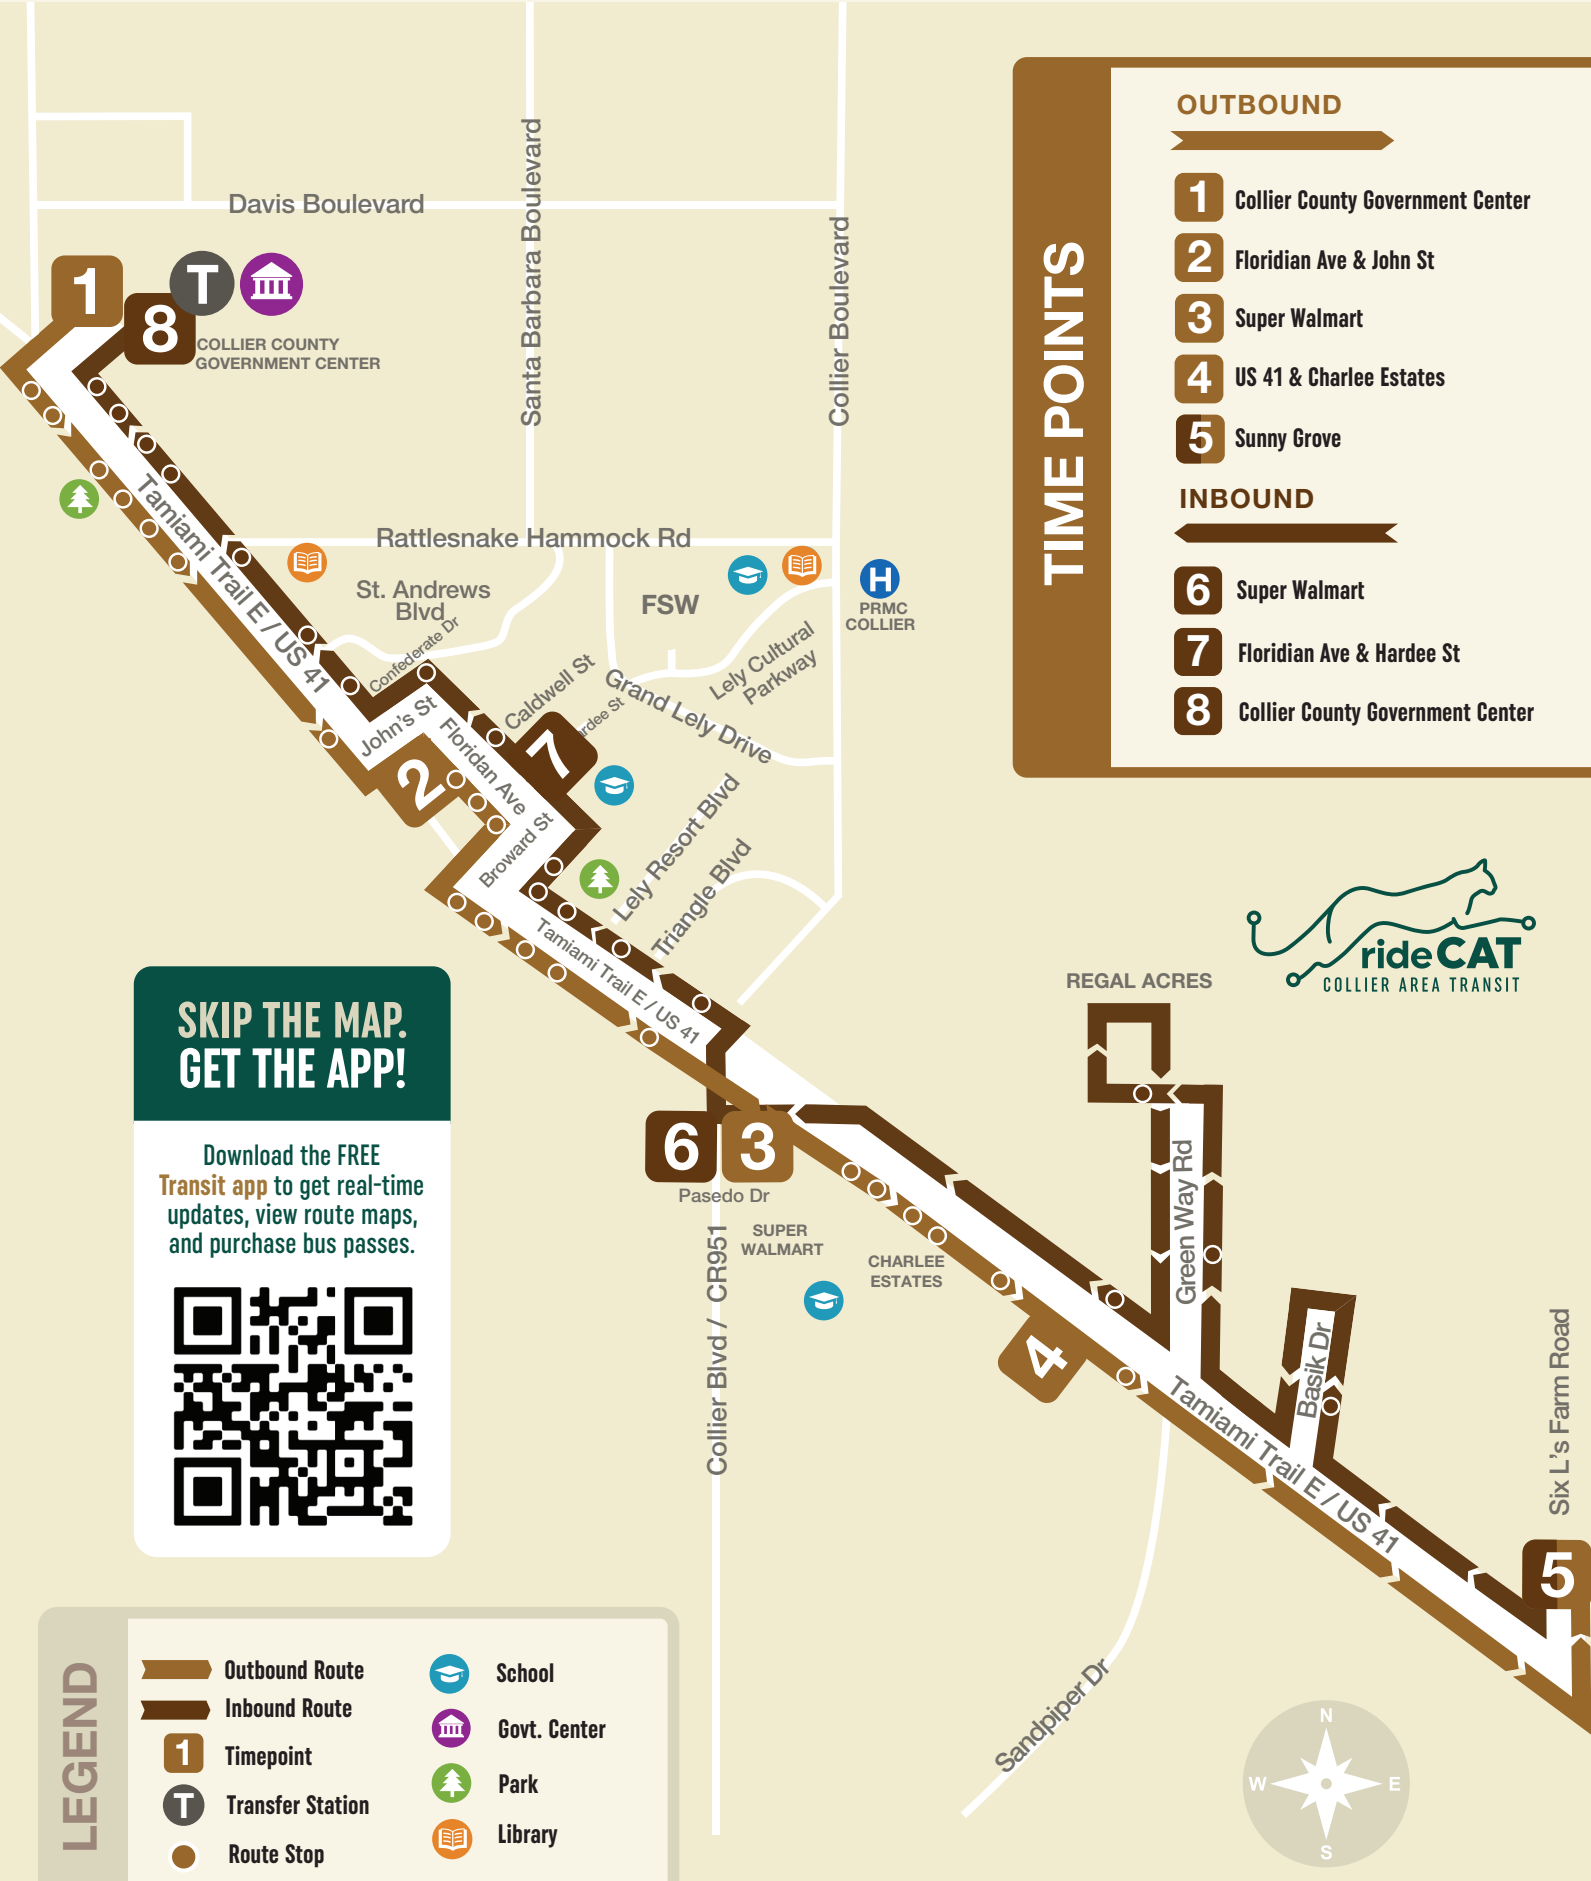 Davis Boulevard
Santa Barbara Boulevard
Collier Boulevard
1
8
T
COLLIER COUNTY
GOVERNMENT CENTER
Tamiami Trail E / US 41
Rattlesnake Hammock Rd
St. Andrews
Blvd
Confederate Dr
FSW
H
PRMC
COLLIER
Lely Cultural
Parkway
Grand Lely Drive
Caldwell St
ardee St
John's St
Floridan Ave
7
2
Broward St
Lely Resort Blvd
Triangle Blvd
Tamiami Trail E / US 41
TIME POINTS
OUTBOUND
1 Collier County Government Center
2 Floridian Ave & John St
3 Super Walmart
4 US 41 & Charlee Estates
5 Sunny Grove
INBOUND
6 Super Walmart
7 Floridian Ave & Hardee St
8 Collier County Government Center
rideCAT
COLLIER AREA TRANSIT
SKIP THE MAP.
GET THE APP!
Download the FREE
Transit app to get real-time
updates, view route maps,
and purchase bus passes.
REGAL ACRES
6
3
Pasedo Dr
SUPER
WALMART
Collier Blvd / CR951
CHARLEE
ESTATES
4
Green Way Rd
Basik Dr
Tamiami Trail E / US 41
Six L's Farm Road
5
Sandpiper Dr
N
W
E
S
LEGEND
Outbound Route
Inbound Route
1 Timepoint
T Transfer Station
Route Stop
School
Govt. Center
Park
Library